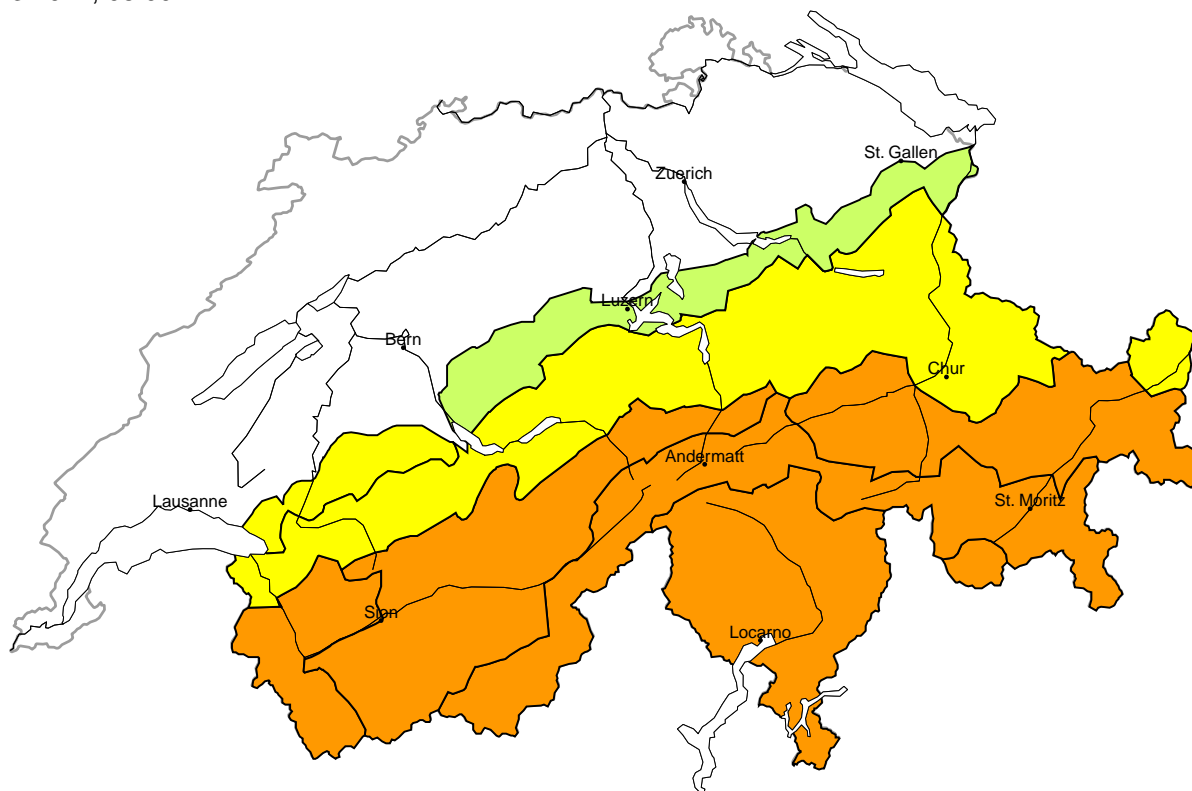 St. Gallen
Zuerich
Luzern
Bern
Chur
Andermatt
Lausanne
St. Moritz
Sion
Locarno